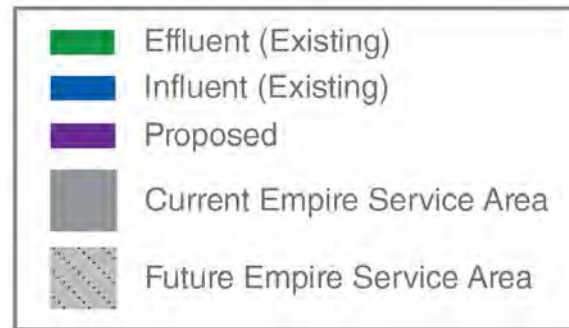 Effluent (Existing)
Influent (Existing)
Proposed
Current Empire Service Area
Future Empire Service Area